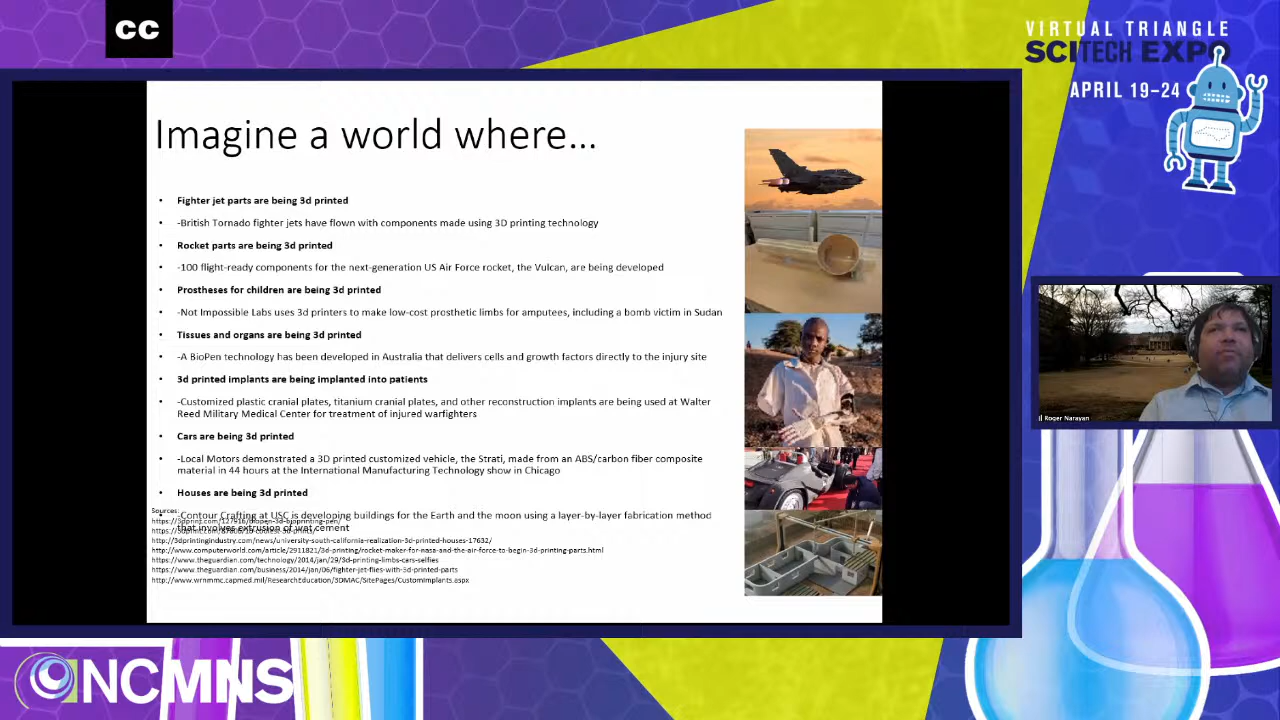 CC
VIRTUAL TRIANGLE
SCITECH EXPO
APRIL 19–24
Imagine a world where…
• Fighter jet parts are being 3d printed
• -British Tornado fighter jets have flown with components made using 3D printing technology
• Rocket parts are being 3d printed
• -100 flight-ready components for the next-generation US Air Force rocket, the Vulcan, are being developed
• Prostheses for children are being 3d printed
• -Not Impossible Labs uses 3d printers to make low-cost prosthetic limbs for amputees, including a bomb victim in Sudan
• Tissues and organs are being 3d printed
• -A BioPen technology has been developed in Australia that delivers cells and growth factors directly to the injury site
• 3d printed implants are being implanted into patients
• -Customized plastic cranial plates, titanium cranial plates, and other reconstruction implants are being used at Walter
Reed Military Medical Center for treatment of injured warfighters
• Cars are being 3d printed
• -Local Motors demonstrated a 3D printed customized vehicle, the Strati, made from an ABS/carbon fiber composite
material in 44 hours at the International Manufacturing Technology show in Chicago
• Houses are being 3d printed
• -Contour Crafting at USC is developing buildings for the Earth and the moon using a layer-by-layer fabrication method
that involves extrusion of wet cement
Sources:
https://3dprint.com/127916/biopen-3d-bioprinting-pen/
http://3dprintingindustry.com/news/university-south-california-realization-3d-printed-houses-17632/
http://www.computerworld.com/article/2911821/3d-printing/rocket-maker-for-nasa-and-the-air-force-to-begin-3d-printing-parts.html
https://www.theguardian.com/technology/2014/jan/29/3d-printing-limbs-cars-selfies
https://www.theguardian.com/business/2014/jan/06/fighter-jet-flies-with-3d-printed-parts
http://www.wrnmmc.capmed.mil/ResearchEducation/3DMAC/SitePages/CustomImplants.aspx
Roger Narayan
NCMNS